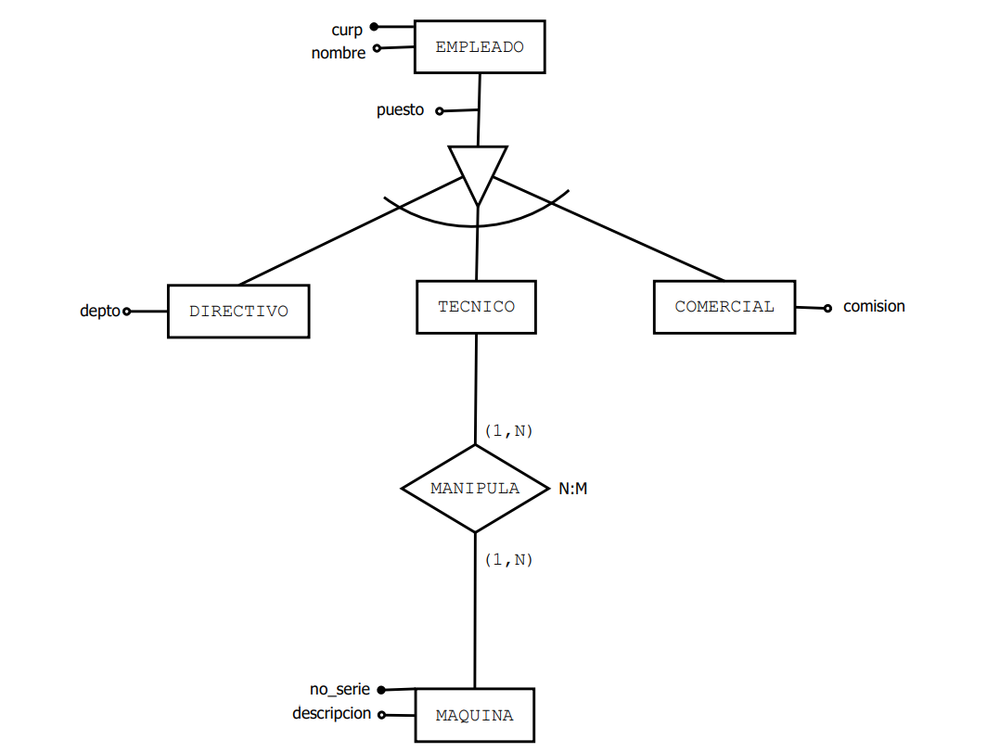 curp
nombre
EMPLEADO
puesto
depto
DIRECTIVO
TECNICO
COMERCIAL
comision
(1,N)
MANIPULA
N:M
(1,N)
no_serie
descripcion
MAQUINA